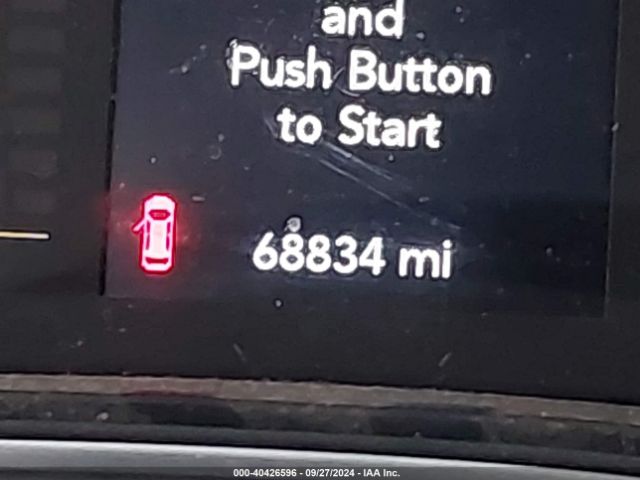 and
Push Button
to Start
68834 mi
000-40426596 - 09/27/2024 - IAA Inc.